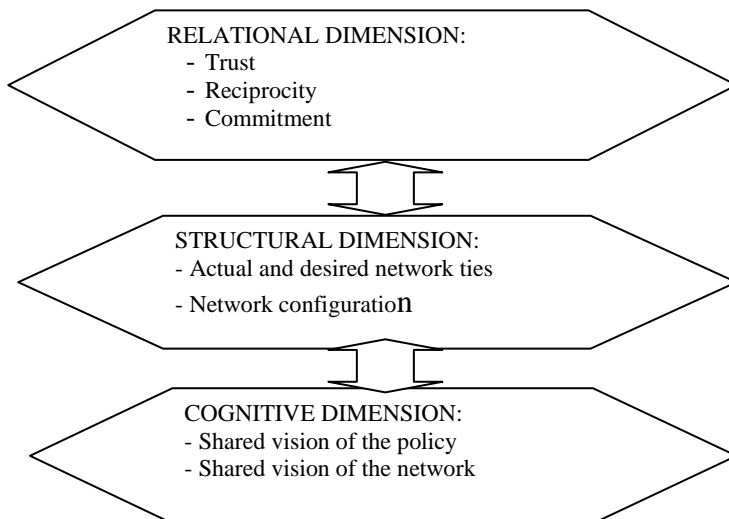 RELATIONAL DIMENSION:
- Trust
- Reciprocity
- Commitment
STRUCTURAL DIMENSION:
- Actual and desired network ties
- Network configuration
COGNITIVE DIMENSION:
- Shared vision of the policy
- Shared vision of the network